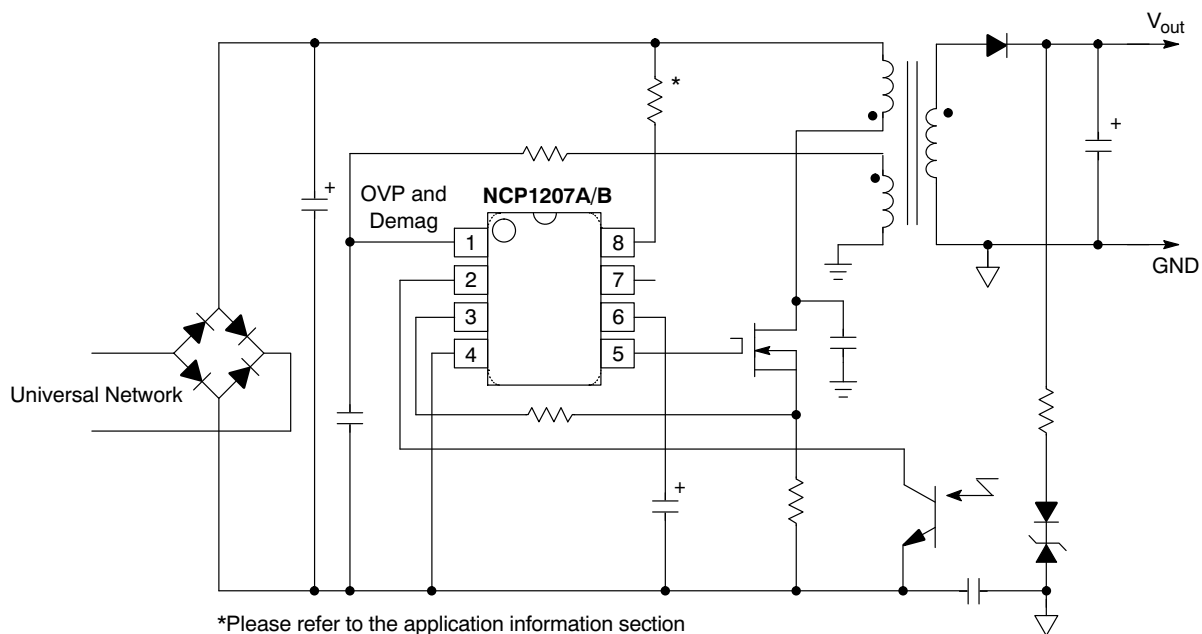 V_out
*
OVP and
Demag
NCP1207A/B
+
+
1
8
2
7
GND
3
6
4
5
Universal Network
+
*Please refer to the application information section